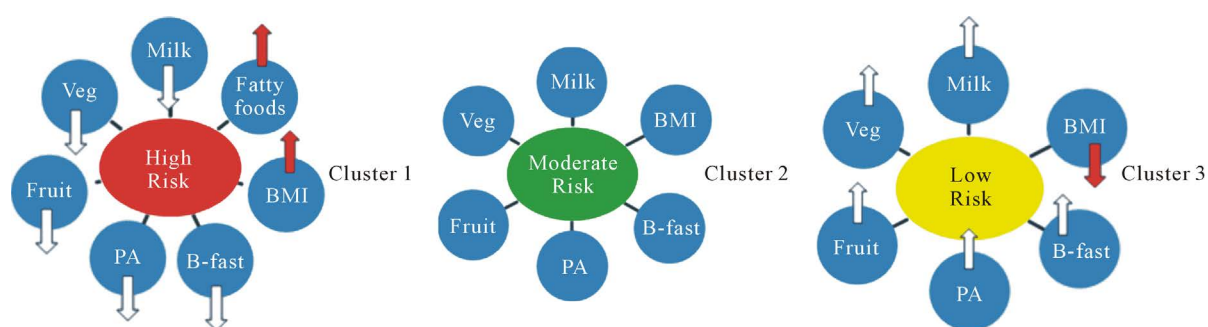 Milk
Veg
Fatty
foods
High
Risk
Fruit
BMI
PA
B-fast
Cluster 1
Milk
Veg
BMI
Moderate
Risk
Fruit
B-fast
PA
Cluster 2
Milk
Veg
BMI
Low
Risk
Fruit
B-fast
PA
Cluster 3